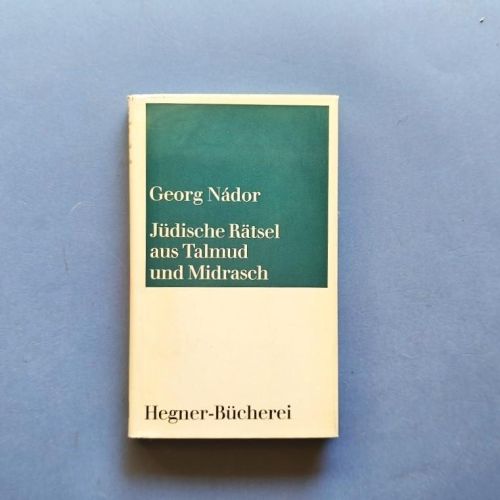 Georg Nádor
Jüdische Rätsel
aus Talmud
und Midrasch
Hegner-Bücherei